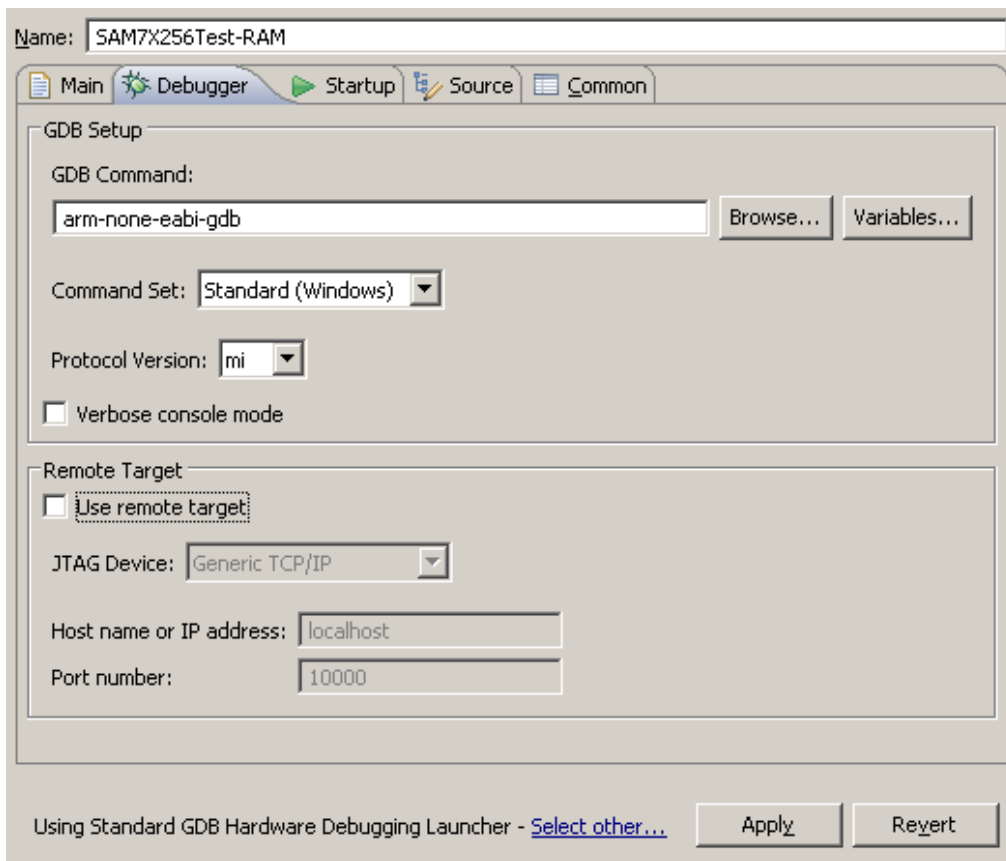 Name: SAM7X256Test-RAM
Main Debugger Startup Source Common
GDB Setup
GDB Command:
arm-none-eabi-gdb Browse... Variables...
Command Set: Standard (Windows)
Protocol Version: mi
Verbose console mode
Remote Target
Use remote target
JTAG Device: Generic TCP/IP
Host name or IP address: localhost
Port number: 10000
Using Standard GDB Hardware Debugging Launcher - Select other... Apply Revert